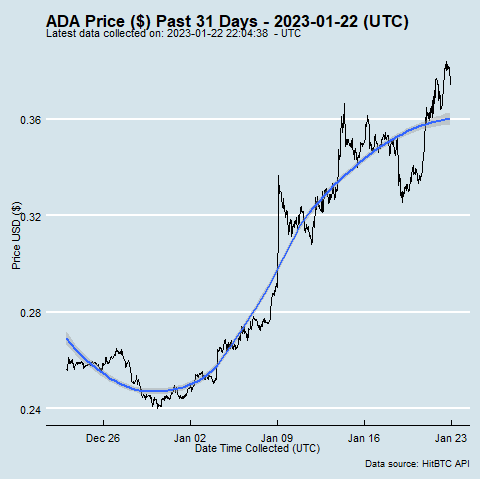 ADA Price ($) Past 31 Days - 2023-01-22 (UTC)
Latest data collected on: 2023-01-22 22:04:38 - UTC
Price USD ($)
0.36
0.32
0.28
0.24
Dec 26 Jan 02 Jan 09 Jan 16 Jan 23
Date Time Collected (UTC)
Data source: HitBTC API